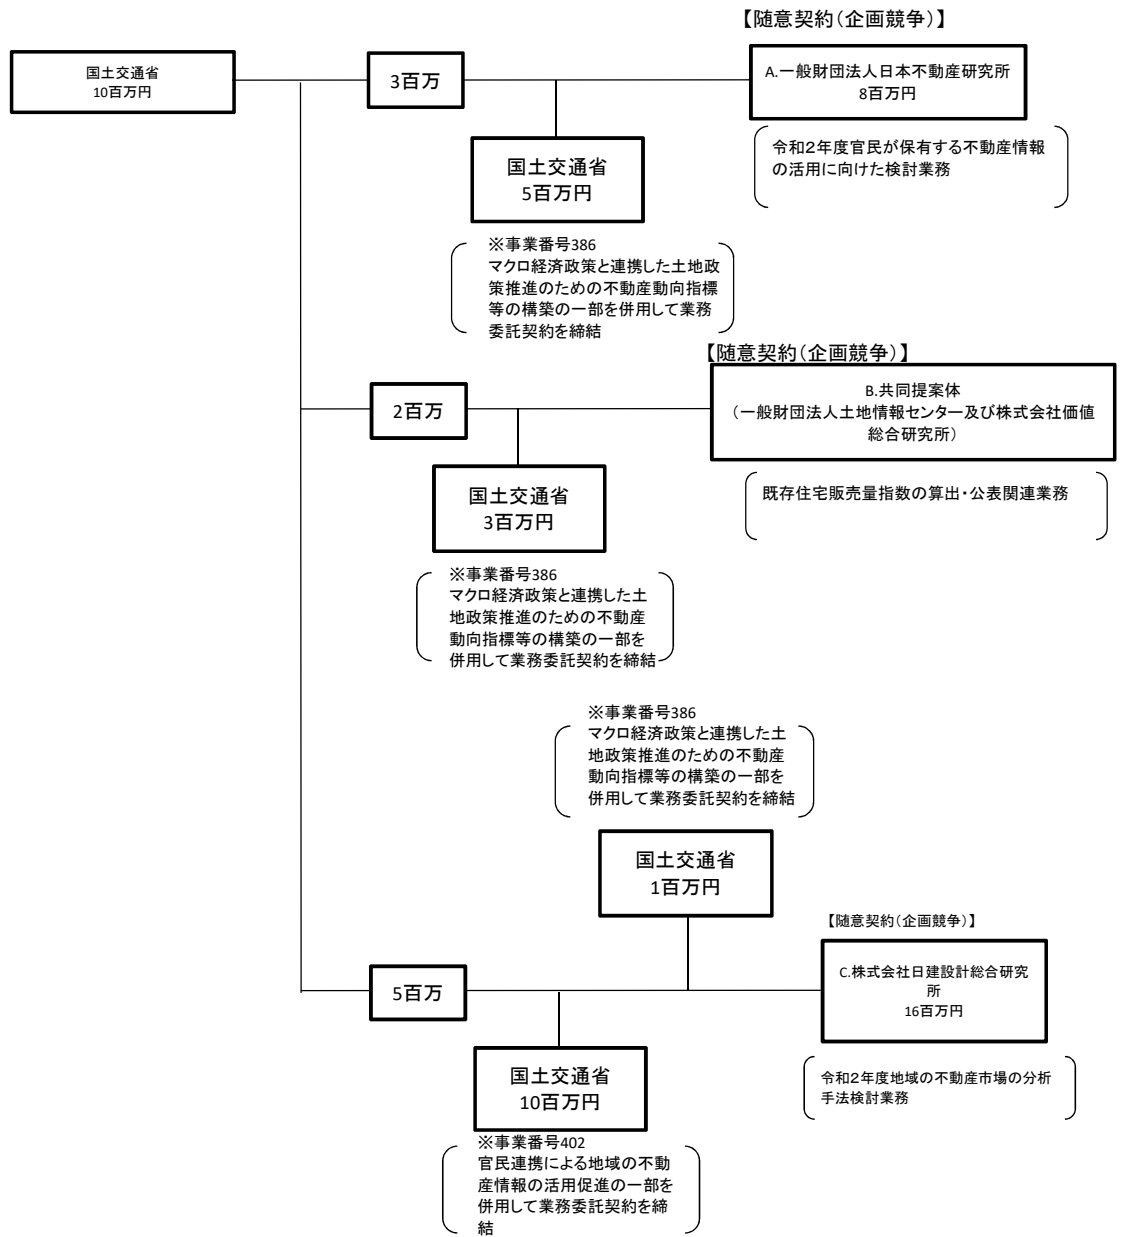 【随意契約(企画競争)】
国土交通省
10百万円
3百万
A.一般財団法人日本不動産研究所
8百万円
国土交通省
5百万円
令和2年度官民が保有する不動産情報
の活用に向けた検討業務
※事業番号386
マクロ経済政策と連携した土地政
策推進のための不動産動向指標
等の構築の一部を併用して業務
委託契約を締結
【随意契約(企画競争)】
2百万
B.共同提案体
(一般財団法人土地情報センター及び株式会社価値
総合研究所)
国土交通省
3百万円
既存住宅販売量指数の算出・公表関連業務
※事業番号386
マクロ経済政策と連携した土
地政策推進のための不動産
動向指標等の構築の一部を
併用して業務委託契約を締結
※事業番号386
マクロ経済政策と連携した土
地政策推進のための不動産
動向指標等の構築の一部を
併用して業務委託契約を締結
国土交通省
1百万円
【随意契約(企画競争)】
5百万
C.株式会社日建設計総合研究
所
16百万円
国土交通省
10百万円
令和2年度地域の不動産市場の分析
手法検討業務
※事業番号402
官民連携による地域の不動
産情報の活用促進の一部を
併用して業務委託契約を締
結